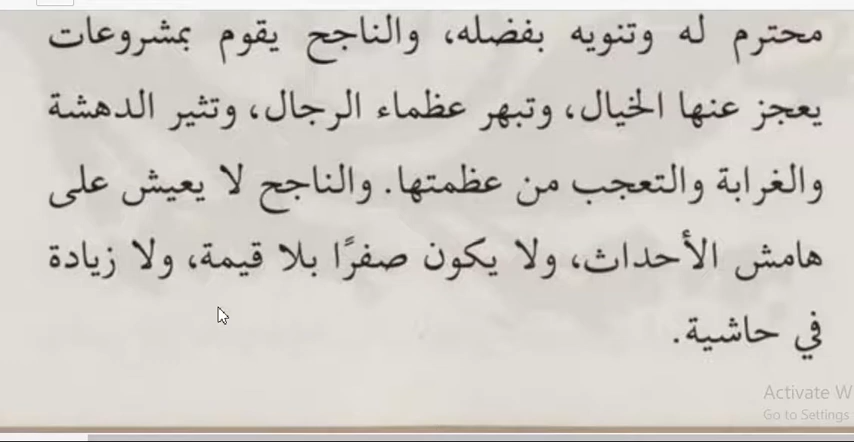 محترم له وتنويه بفضله، والناجح يقوم بمشروعات
يعجز عنها الخيال، وتبهر عظماء الرجال، وتثير الدهشة
والغرابة والتعجب من عظمتها. والناجح لا يعيش على
هامش الأحداث، ولا يكون صفرًا بلا قيمة، ولا زيادة
في حاشية.
Activate W
Go to Settings